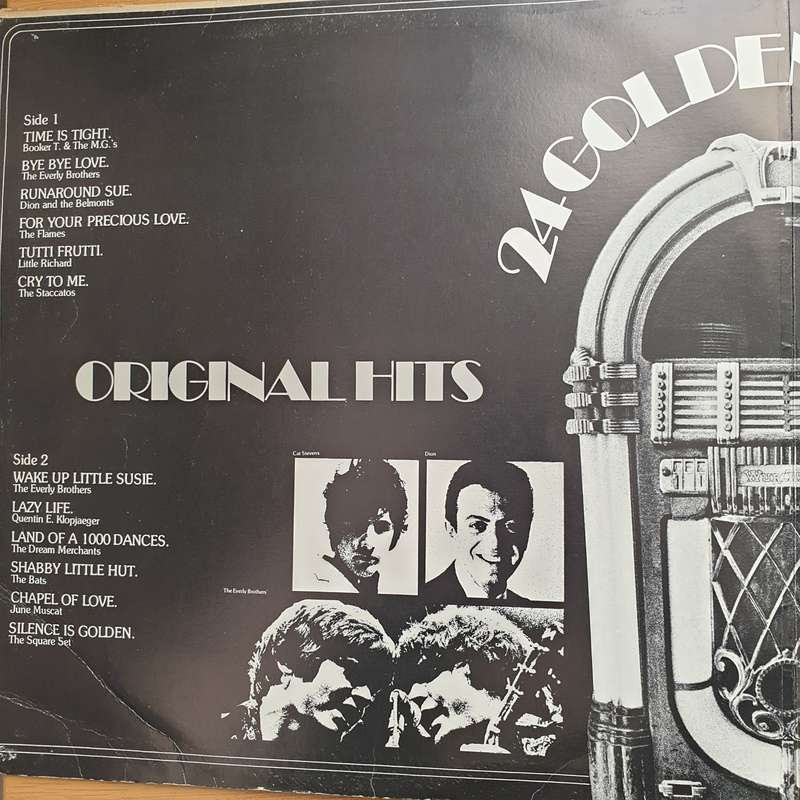 24 GOLDEN
Side 1
TIME IS TIGHT.
Booker T. & The M.G.'s
BYE BYE LOVE.
The Everly Brothers
RUNAROUND SUE.
Dion and the Belmonts
FOR YOUR PRECIOUS LOVE.
The Flames
TUTTI FRUTTI.
Little Richard
CRY TO ME.
The Staccatos
ORIGINAL HITS
Side 2
WAKE UP LITTLE SUSIE.
The Everly Brothers
LAZY LIFE.
Quentin E. Klopjaeger
LAND OF A 1000 DANCES.
The Dream Merchants
SHABBY LITTLE HUT.
The Bats
CHAPEL OF LOVE.
June Muscat
SILENCE IS GOLDEN.
The Square Set
Cat Stevens
Dion
The Everly Brothers